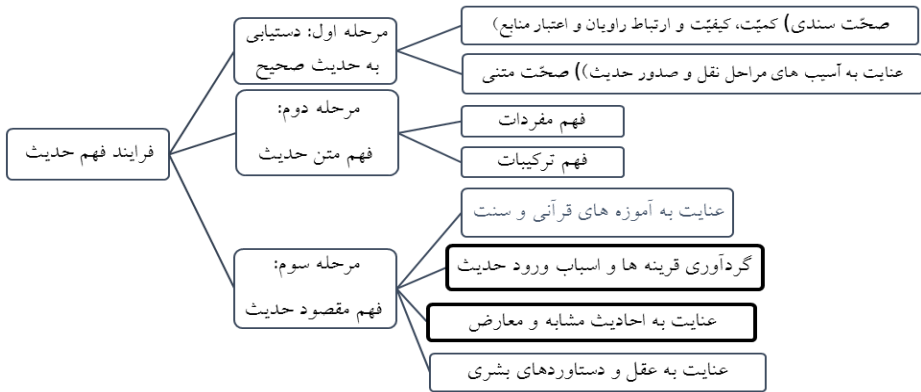 فرایند فهم حدیث
مرحله اول: دستیابی
به حدیث صحیح
صحّت سندی) کمیّت، کیفیّت و ارتباط راویان و اعتبار منابع)
عنایت به آسیب های مراحل نقل و صدور حدیث)) صحّت متنی
مرحله دوم:
فهم متن حدیث
فهم مفردات
فهم ترکیبات
مرحله سوم:
فهم مقصود حدیث
عنایت به آموزه های قرآنی و سنت
گردآوری قرینه ها و اسباب ورود حدیث
عنایت به احادیث مشابه و معارض
عنایت به عقل و دستاوردهای بشری